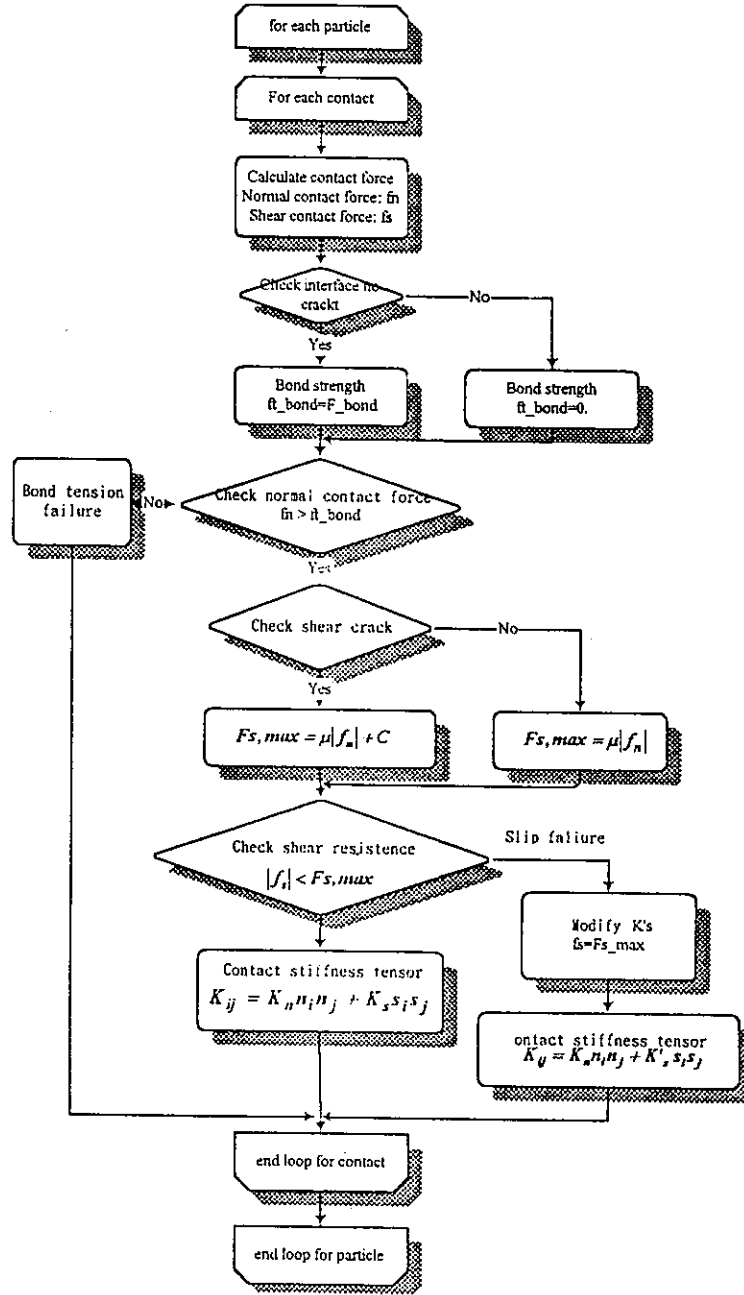 for each particle
For each contact
Calculate contact force
Normal contact force: fn
Shear contact force: fs
Check interface no
crackt
No
Yes
Bond strength
ft_bond=F_bond
Bond strength
ft_bond=0.
Bond tension
failure
No
Check normal contact force
fn > ft_bond
Yes
Check shear crack
No
Yes
Fs, max = μ|fₙ| + C
Fs, max = μ|fₙ|
Slip failure
Check shear resistence
|fₛ| < Fs, max
Modify K's
fs=Fs_max
Contact stiffness tensor
K_ij = K_n n_i n_j + K_s s_i s_j
ontact stiffness tensor
K_ij = K_n n_i n_j + K'_s s_i s_j
end loop for contact
end loop for particle